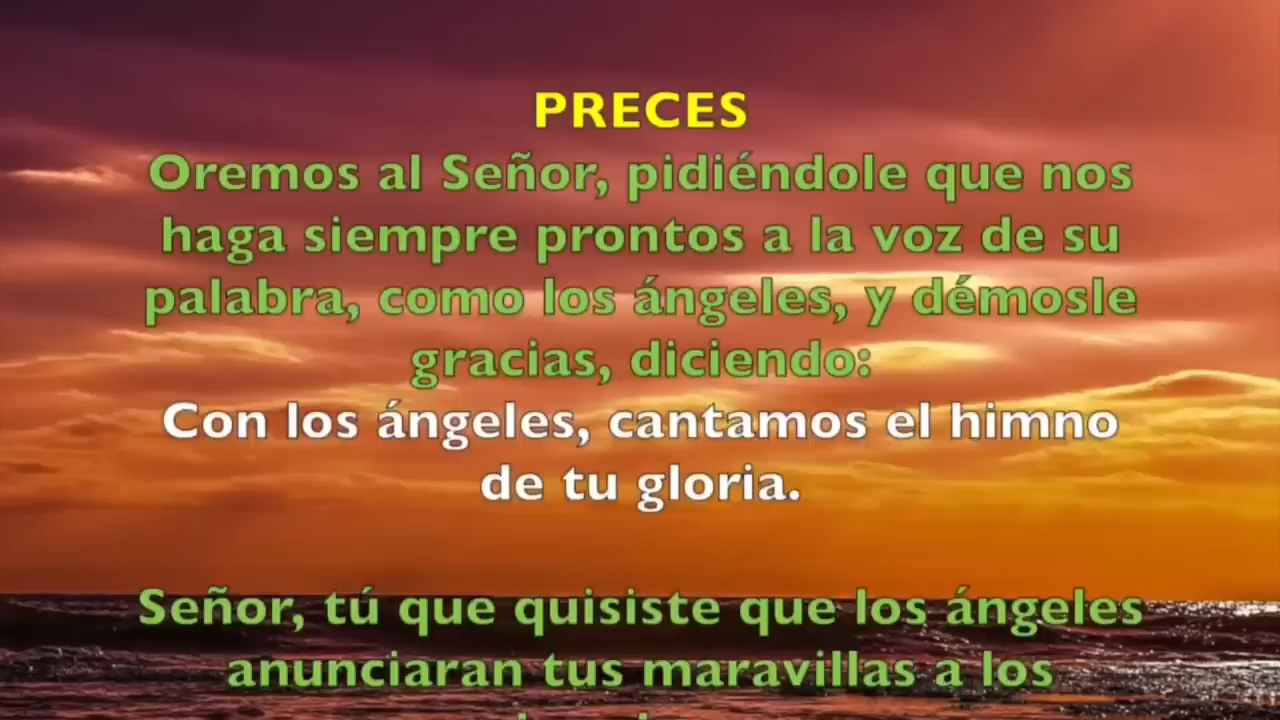 PRECES
Oremos al Señor, pidiéndole que nos
haga siempre prontos a la voz de su
palabra, como los ángeles, y démosle
gracias, diciendo:
Con los ángeles, cantamos el himno
de tu gloria.
Señor, tú que quisiste que los ángeles
anunciaran tus maravillas a los